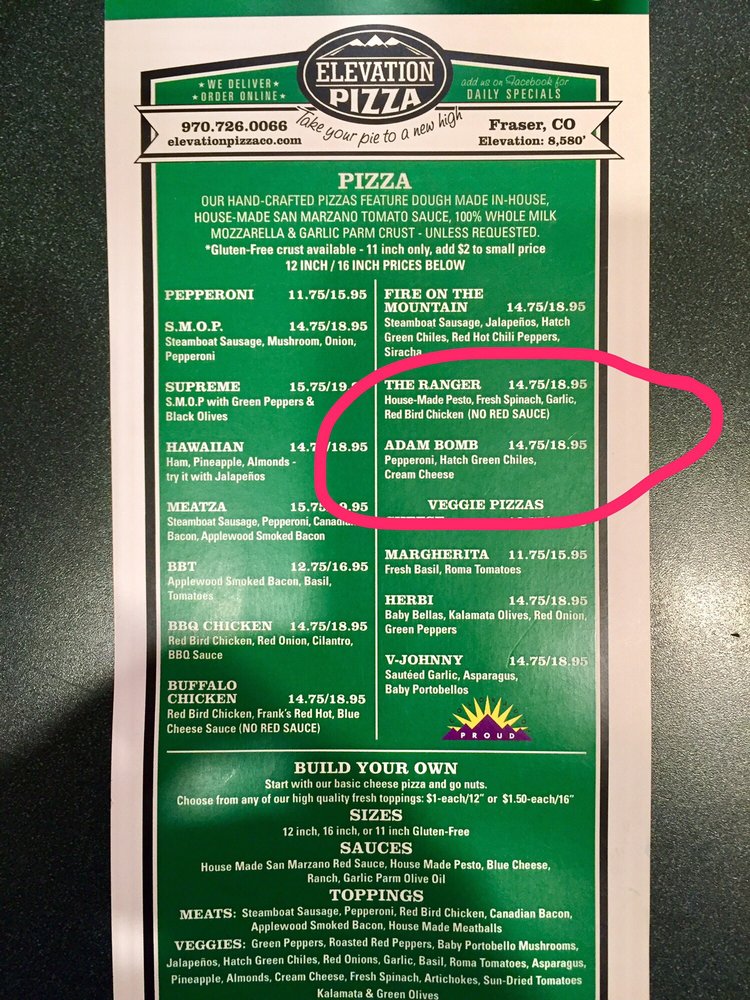 WE DELIVER
ORDER ONLINE
ELEVATION
PIZZA
add us on Facebook for
DAILY SPECIALS
970.726.0066
elevationpizzaco.com
Take your pie to a new high
Fraser, CO
Elevation: 8,580'
PIZZA
OUR HAND-CRAFTED PIZZAS FEATURE DOUGH MADE IN-HOUSE,
HOUSE-MADE SAN MARZANO TOMATO SAUCE, 100% WHOLE MILK
MOZZARELLA & GARLIC PARM CRUST - UNLESS REQUESTED.
*Gluten-Free crust available - 11 inch only, add $2 to small price
12 INCH / 16 INCH PRICES BELOW
PEPPERONI 11.75/15.95
S.M.O.P. 14.75/18.95
Steamboat Sausage, Mushroom, Onion,
Pepperoni
SUPREME 15.75/19.
S.M.O.P with Green Peppers &
Black Olives
HAWAIIAN 14.7 /18.95
Ham, Pineapple, Almonds -
try it with Jalapeños
MEATZA 15.75 9.95
Steamboat Sausage, Pepperoni, Canadian
Bacon, Applewood Smoked Bacon
BBT 12.75/16.95
Applewood Smoked Bacon, Basil,
Tomatoes
BBQ CHICKEN 14.75/18.95
Red Bird Chicken, Red Onion, Cilantro,
BBQ Sauce
BUFFALO
CHICKEN 14.75/18.95
Red Bird Chicken, Frank's Red Hot, Blue
Cheese Sauce (NO RED SAUCE)
FIRE ON THE
MOUNTAIN 14.75/18.95
Steamboat Sausage, Jalapeños, Hatch
Green Chiles, Red Hot Chili Peppers,
Siracha
THE RANGER 14.75/18.95
House-Made Pesto, Fresh Spinach, Garlic,
Red Bird Chicken (NO RED SAUCE)
ADAM BOMB 14.75/18.95
Pepperoni, Hatch Green Chiles,
Cream Cheese
VEGGIE PIZZAS
MARGHERITA 11.75/15.95
Fresh Basil, Roma Tomatoes
HERBI 14.75/18.95
Baby Bellas, Kalamata Olives, Red Onion,
Green Peppers
V-JOHNNY 14.75/18.95
Sautéed Garlic, Asparagus,
Baby Portobellos
PROUD
BUILD YOUR OWN
Start with our basic cheese pizza and go nuts.
Choose from any of our high quality fresh toppings: $1-each/12" or $1.50-each/16"
SIZES
12 inch, 16 inch, or 11 inch Gluten-Free
SAUCES
House Made San Marzano Red Sauce, House Made Pesto, Blue Cheese,
Ranch, Garlic Parm Olive Oil
TOPPINGS
MEATS: Steamboat Sausage, Pepperoni, Red Bird Chicken, Canadian Bacon,
Applewood Smoked Bacon, House Made Meatballs
VEGGIES: Green Peppers, Roasted Red Peppers, Baby Portobello Mushrooms,
Jalapeños, Hatch Green Chiles, Red Onions, Garlic, Basil, Roma Tomatoes, Asparagus,
Pineapple, Almonds, Cream Cheese, Fresh Spinach, Artichokes, Sun-Dried Tomatoes
Kalamata & Green Olives